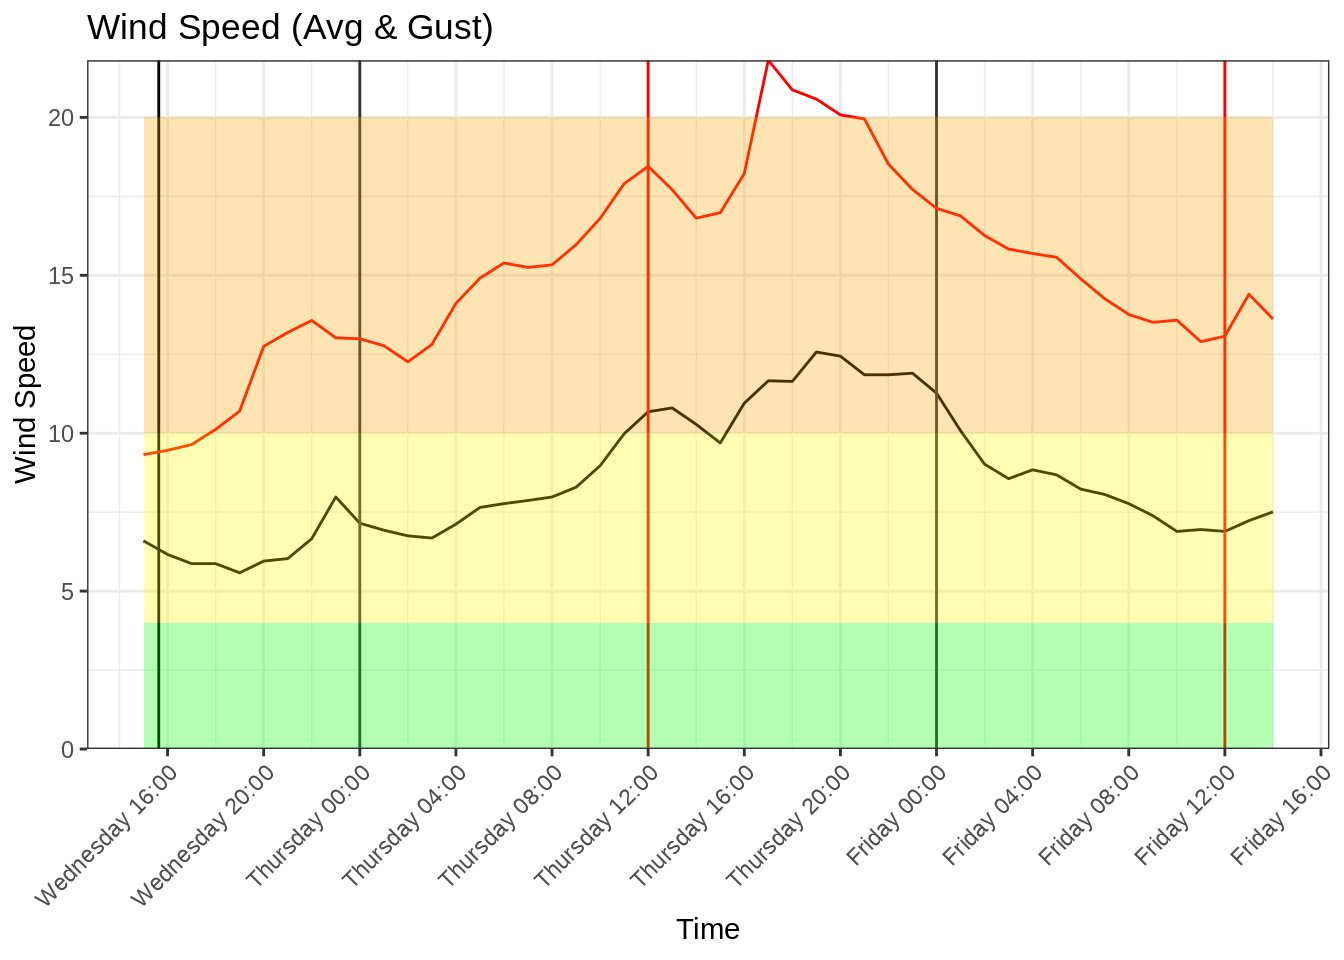 Wind Speed (Avg & Gust)
Wind Speed
20
15
10
5
0
Wednesday 16:00
Wednesday 20:00
Thursday 00:00
Thursday 04:00
Thursday 08:00
Thursday 12:00
Thursday 16:00
Thursday 20:00
Friday 00:00
Friday 04:00
Friday 08:00
Friday 12:00
Friday 16:00
Time